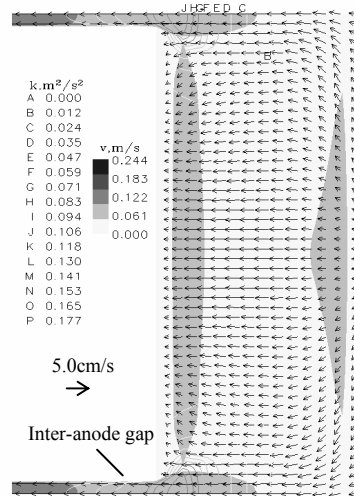 J H G F E D C
B
k.m²/s²
A 0.000
B 0.012
C 0.024
D 0.035
E 0.047
F 0.059
G 0.071
H 0.083
I 0.094
J 0.106
K 0.118
L 0.130
M 0.141
N 0.153
O 0.165
P 0.177
v,m/s
0.244
0.183
0.122
0.061
0.000
5.0cm/s
Inter-anode gap